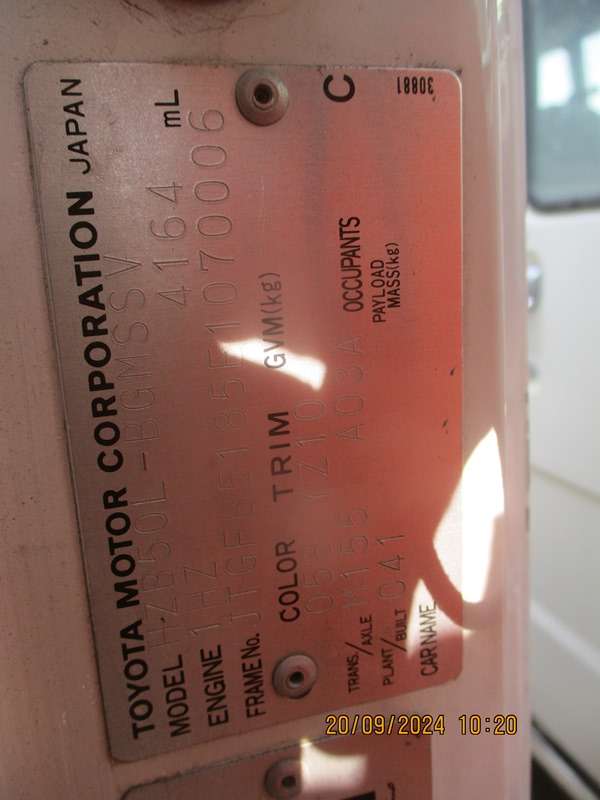 TOYOTA MOTOR CORPORATION JAPAN
MODEL HZB50L-BGMSSV
ENGINE 1HZ 4164 mL
FRAME No. JTGFB518501070006
COLOR TRIM GVM(kg) C
058 FZ10
TRANS/AXLE M155 A03A OCCUPANTS
PLANT/BUILT 041 PAYLOAD MASS(kg)
CAR NAME 30881
20/09/2024 10:20